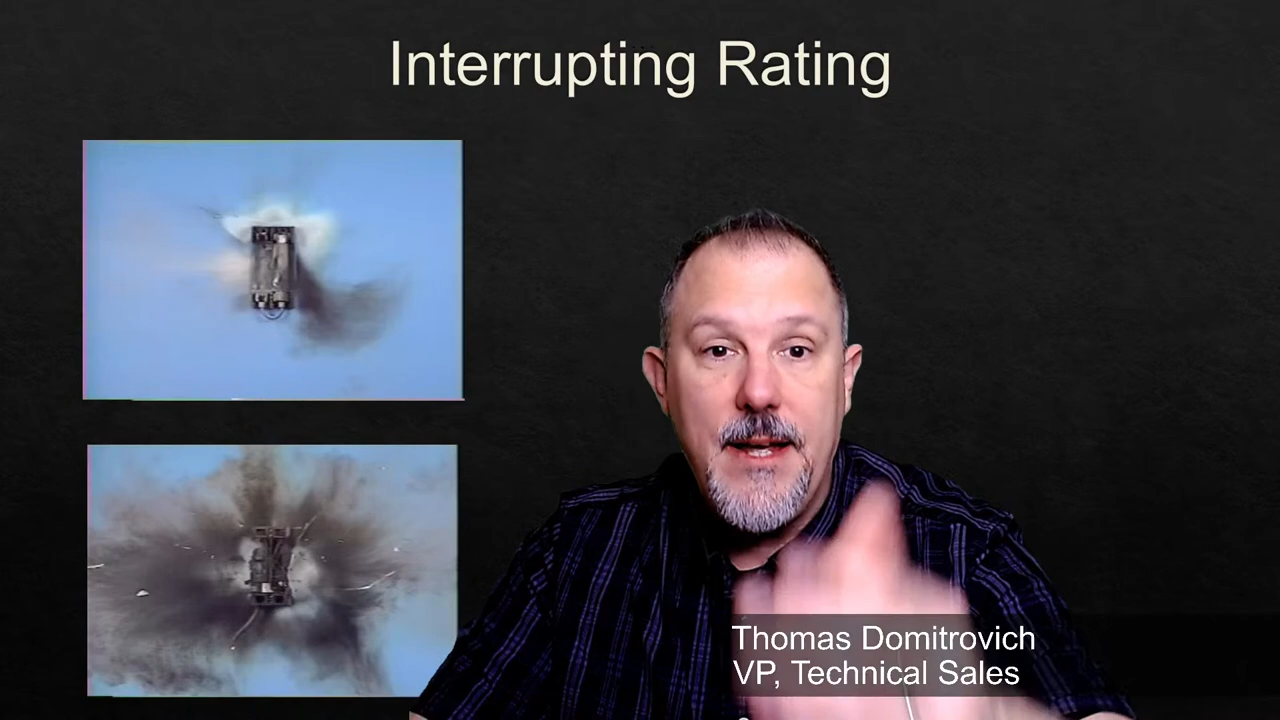 Interrupting Rating
Thomas Domitrovich
VP, Technical Sales